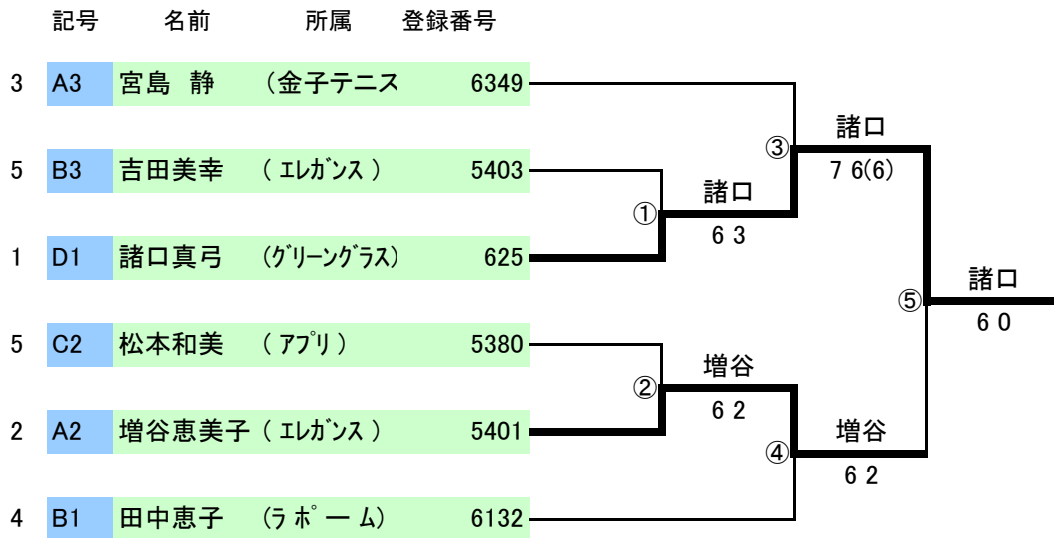 記号 名前 所属 登録番号
3 A3 宮島 静 (金子テニス 6349
諸口
③
7 6(6)
5 B3 吉田美幸 (エレガンス) 5403
諸口
①
6 3
1 D1 諸口真弓 (グリーングラス) 625
諸口
⑤
6 0
5 C2 松本和美 (アプリ) 5380
増谷
②
6 2
2 A2 増谷恵美子 (エレガンス) 5401
増谷
④
6 2
4 B1 田中恵子 (ラポーム) 6132